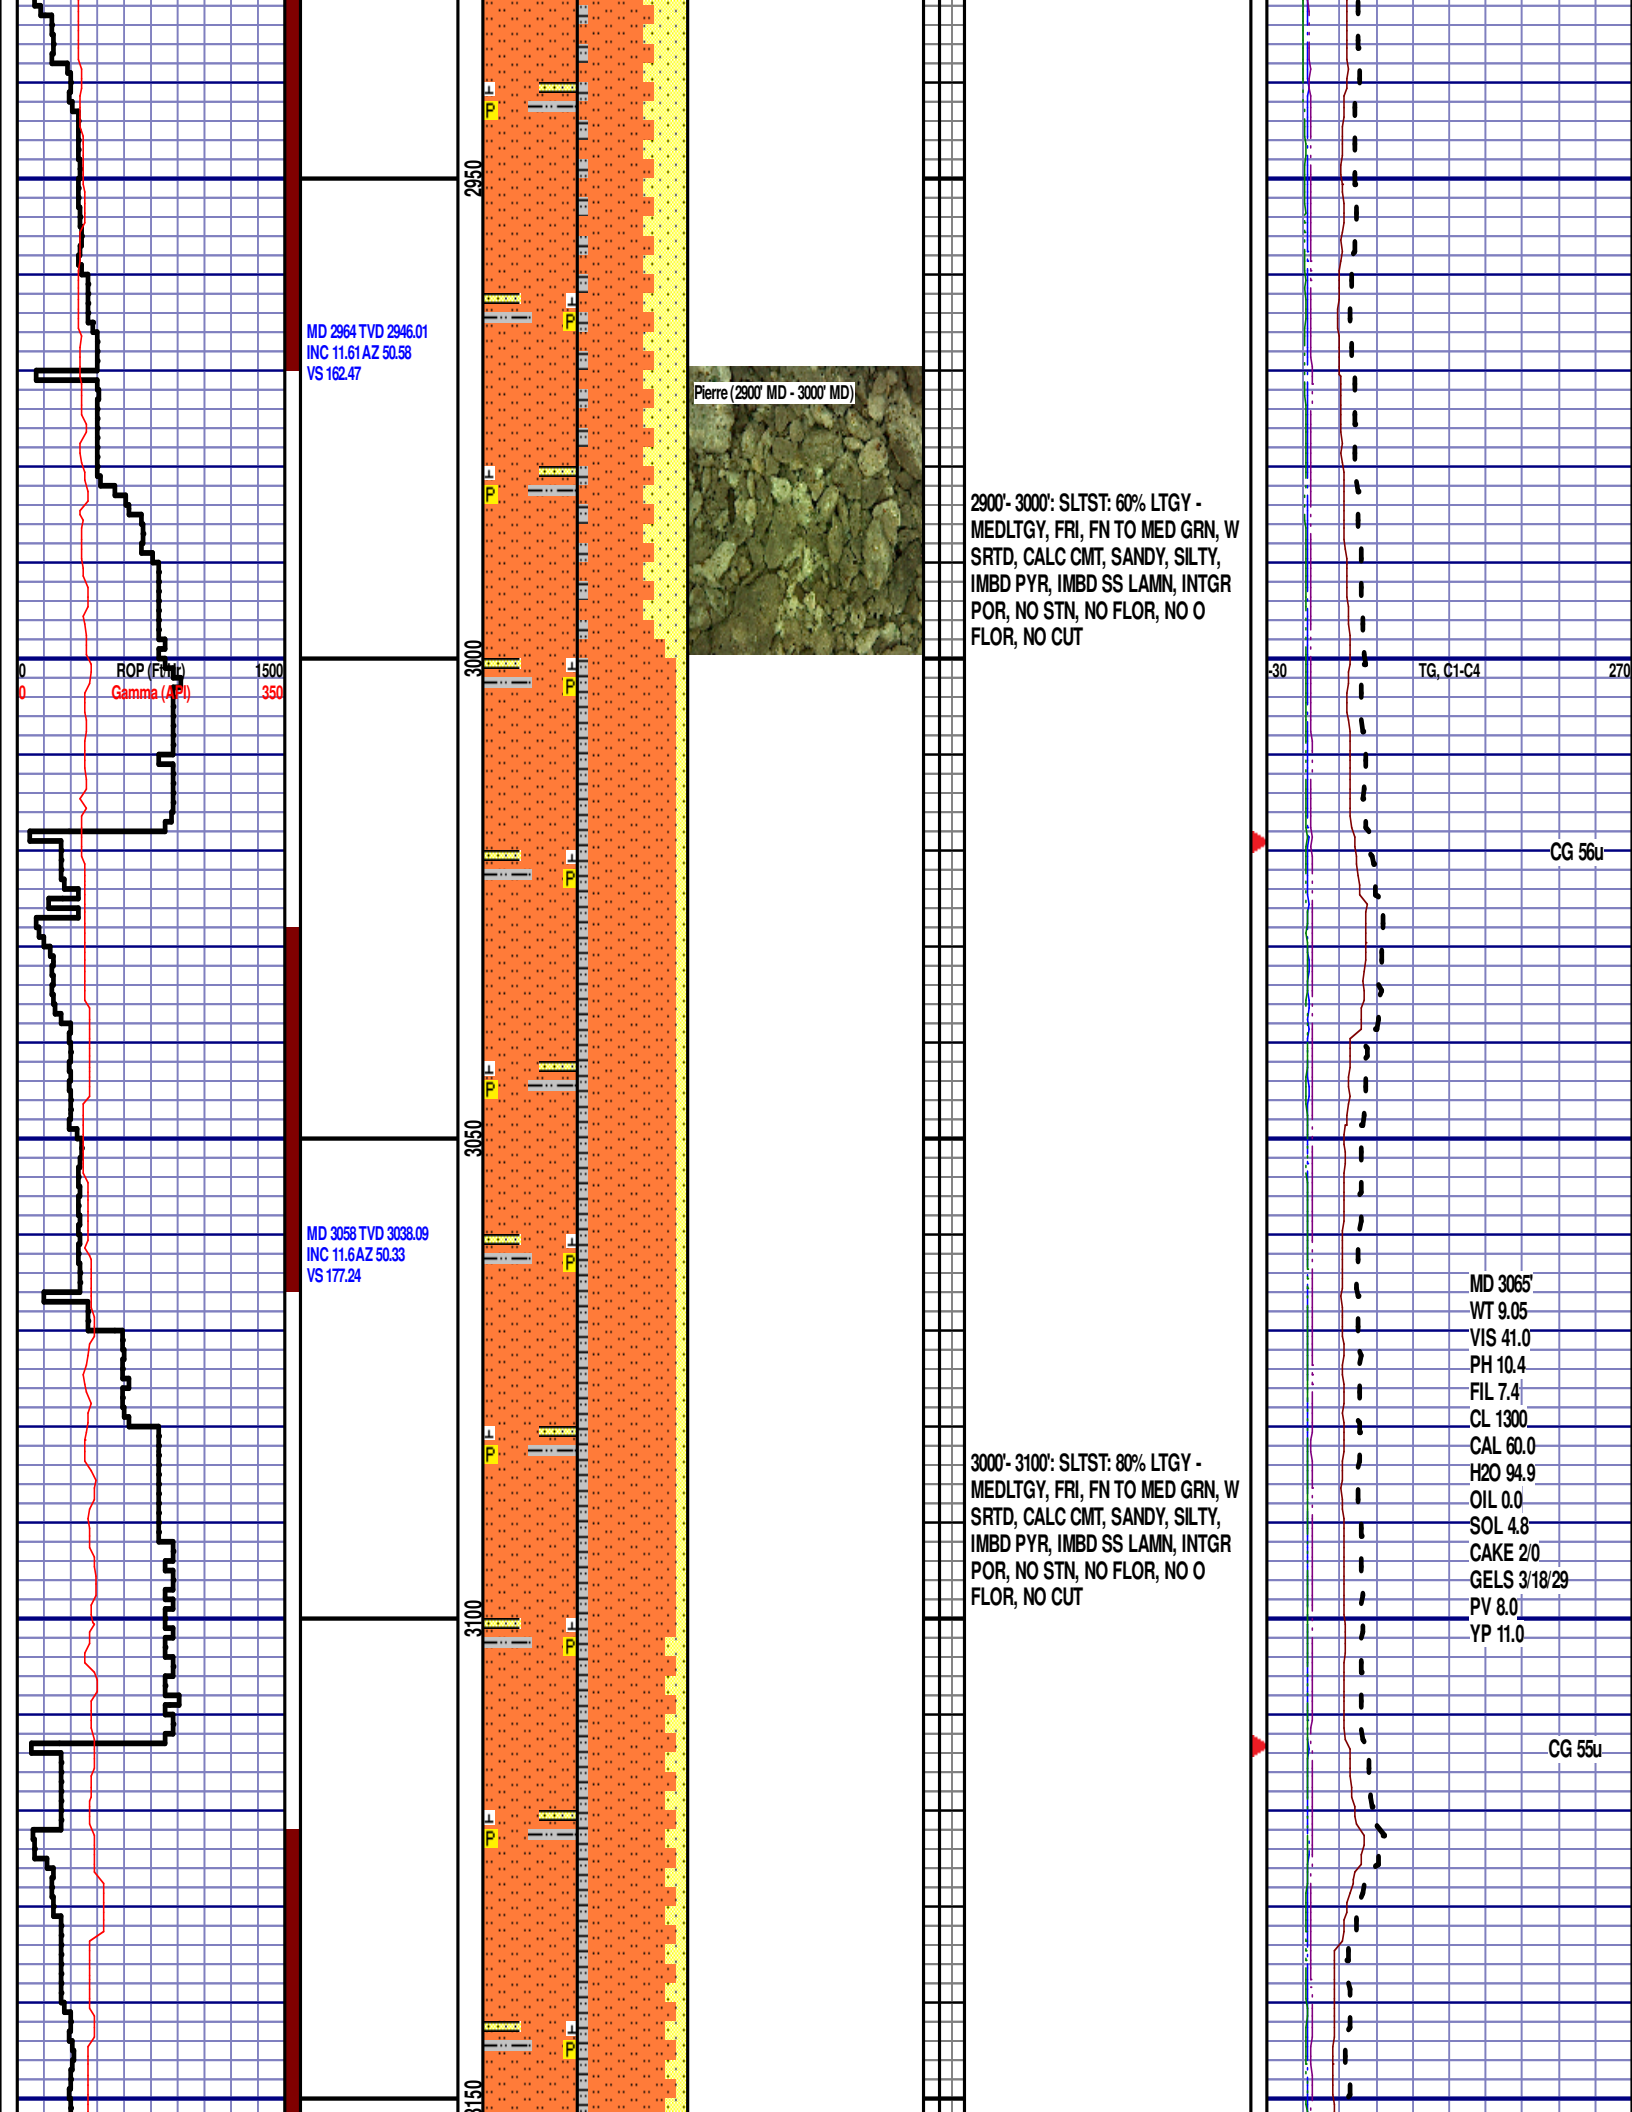 2950
MD 2964 TVD 2946.01
INC 11.61 AZ 50.58
VS 162.47
Pierre (2900' MD - 3000' MD)
2900'- 3000': SLTST: 60% LTGY -
MEDLTGY, FRI, FN TO MED GRN, W
SRTD, CALC CMT, SANDY, SILTY,
IMBD PYR, IMBD SS LAMN, INTGR
POR, NO STN, NO FLOR, NO O
FLOR, NO CUT
3000
0 ROP (Ft/Hr) 1500
0 Gamma (API) 350
-30 TG, C1-C4 270
CG 56u
3050
MD 3058 TVD 3038.09
INC 11.6 AZ 50.33
VS 177.24
MD 3065'
WT 9.05
VIS 41.0
PH 10.4
FIL 7.4
CL 1300
CAL 60.0
H2O 94.9
OIL 0.0
SOL 4.8
CAKE 2/0
GELS 3/18/29
PV 8.0
YP 11.0
3000'- 3100': SLTST: 80% LTGY -
MEDLTGY, FRI, FN TO MED GRN, W
SRTD, CALC CMT, SANDY, SILTY,
IMBD PYR, IMBD SS LAMN, INTGR
POR, NO STN, NO FLOR, NO O
FLOR, NO CUT
3100
CG 55u
3150
P
P
P
P
P
P
P
P
P
P
P